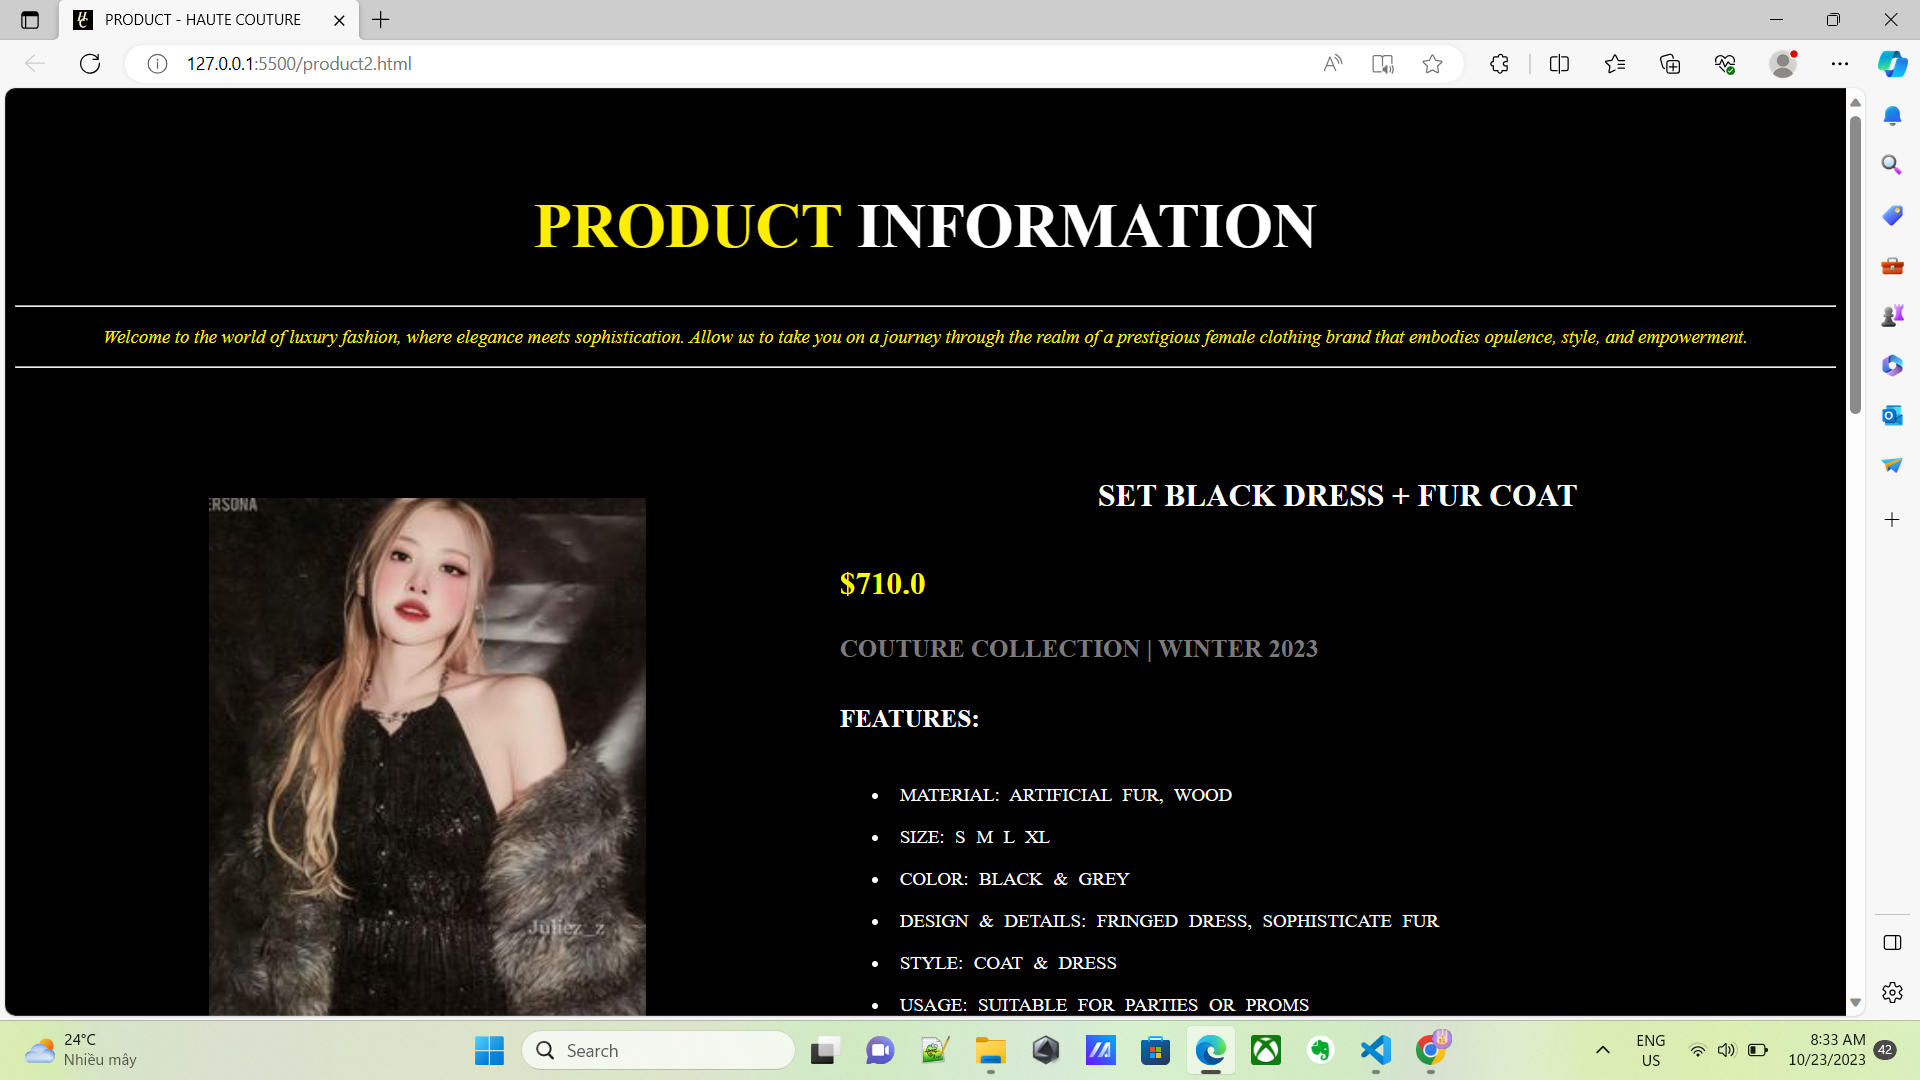 PRODUCT - HAUTE COUTURE
127.0.0.1:5500/product2.html
PRODUCT INFORMATION
Welcome to the world of luxury fashion, where elegance meets sophistication. Allow us to take you on a journey through the realm of a prestigious female clothing brand that embodies opulence, style, and empowerment.
ERSONA
Juliez_z
SET BLACK DRESS + FUR COAT
$710.0
COUTURE COLLECTION | WINTER 2023
FEATURES:
• MATERIAL: ARTIFICIAL FUR, WOOD
• SIZE: S M L XL
• COLOR: BLACK & GREY
• DESIGN & DETAILS: FRINGED DRESS, SOPHISTICATE FUR
• STYLE: COAT & DRESS
• USAGE: SUITABLE FOR PARTIES OR PROMS
24°C
Nhiều mây
Search
ENG
US
8:33 AM
10/23/2023
42